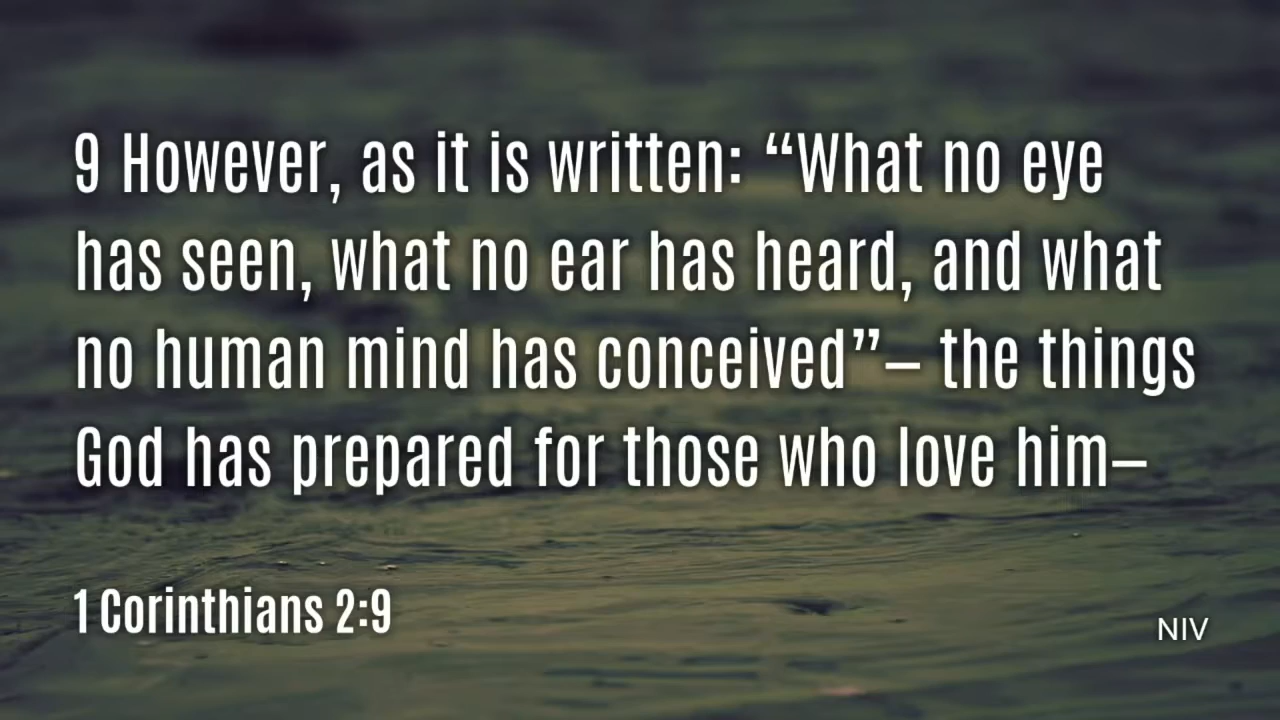 9 However, as it is written: “What no eye
has seen, what no ear has heard, and what
no human mind has conceived”— the things
God has prepared for those who love him—
1 Corinthians 2:9
NIV